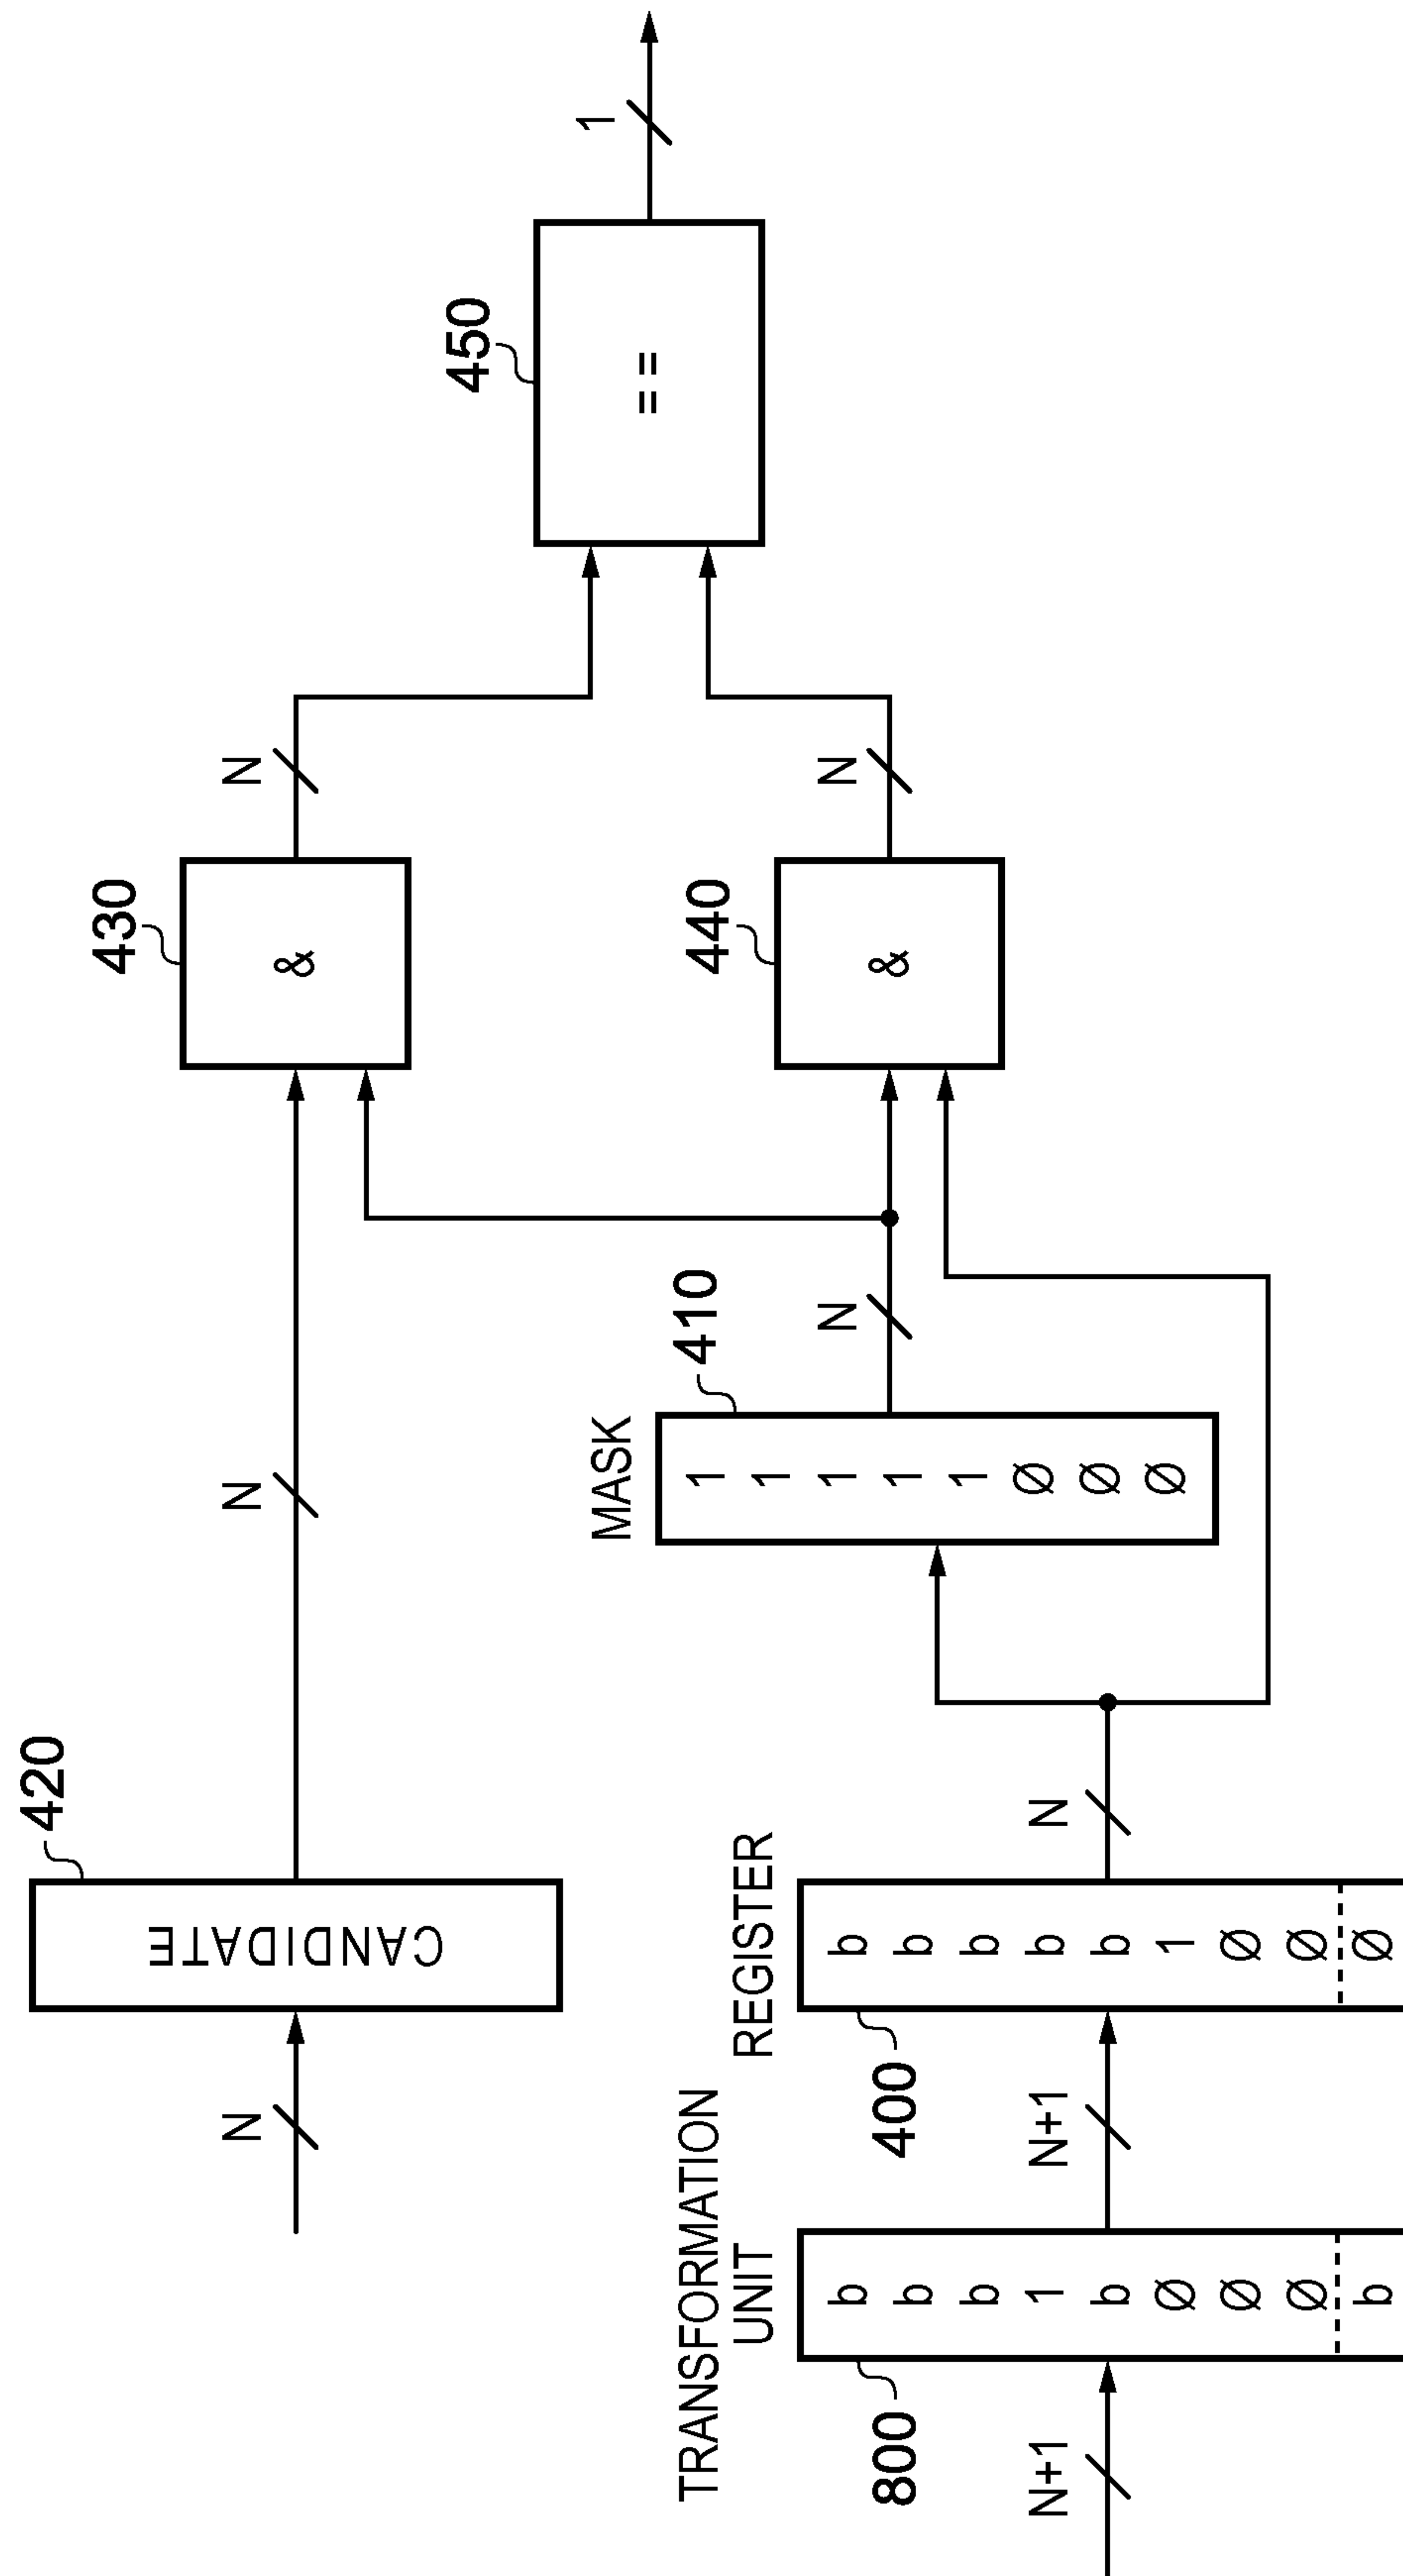 420
CANDIDATE
N
N
430
&
N
450
==
1
TRANSFORMATION
UNIT
800
N+1
b
b
b
1
b
Ø
Ø
Ø
b
REGISTER
400
N+1
b
b
b
b
b
1
Ø
Ø
Ø
N
MASK
410
1
1
1
1
1
Ø
Ø
Ø
N
440
&
N